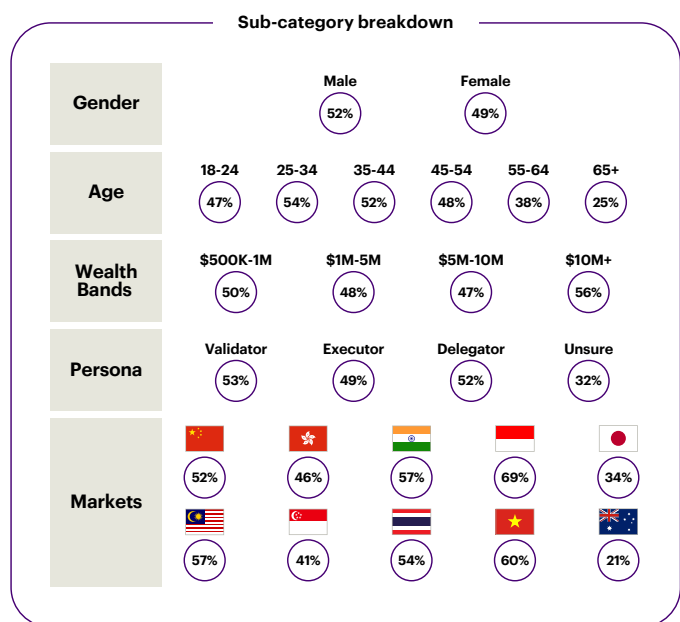 Sub-category breakdown
Gender
Male Female
52% 49%
Age
18-24 25-34 35-44 45-54 55-64 65+
47% 54% 52% 48% 38% 25%
Wealth
Bands
$500K-1M $1M-5M $5M-10M $10M+
50% 48% 47% 56%
Persona
Validator Executor Delegator Unsure
53% 49% 52% 32%
Markets
52% 46% 57% 69% 34%
57% 41% 54% 60% 21%